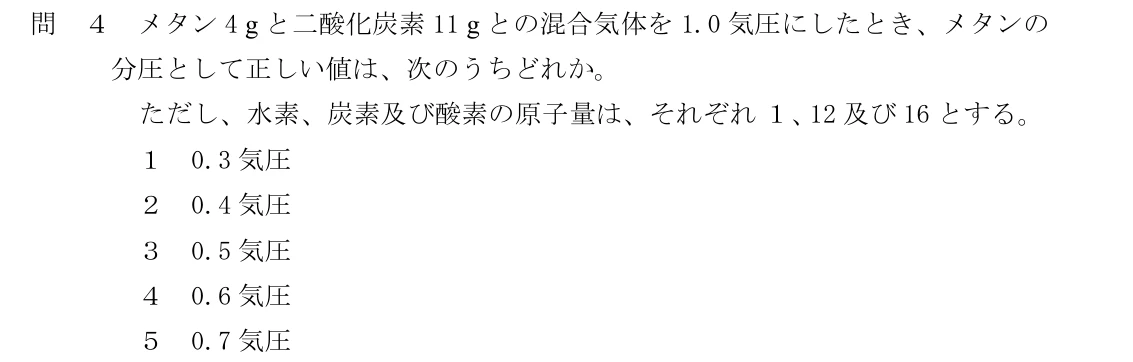 問　４　メタン 4ｇと二酸化炭素 11ｇとの混合気体を 1.0 気圧にしたとき、メタンの
分圧として正しい値は、次のうちどれか。
ただし、水素、炭素及び酸素の原子量は、それぞれ １、12 及び 16 とする。
１　0.3 気圧
２　0.4 気圧
３　0.5 気圧
４　0.6 気圧
５　0.7 気圧